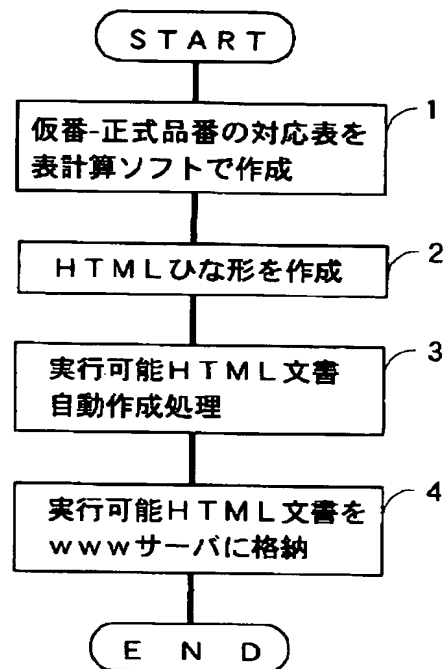 START
1
仮番-正式品番の対応表を
表計算ソフトで作成
2
HTMLひな形を作成
3
実行可能HTML文書
自動作成処理
4
実行可能HTML文書を
wwwサーバに格納
END